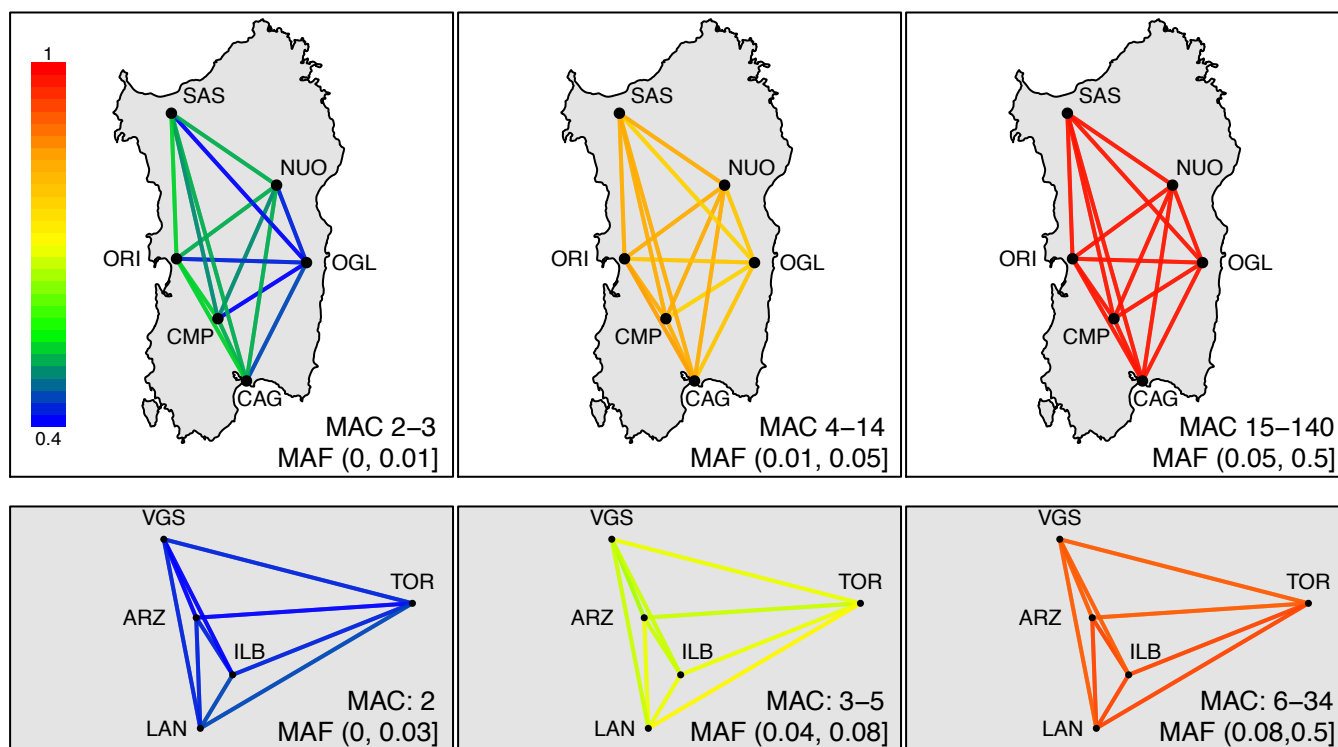 1
0.4
SAS
NUO
ORI
OGL
CMP
CAG
MAC 2−3
MAF (0, 0.01]
SAS
NUO
ORI
OGL
CMP
CAG
MAC 4−14
MAF (0.01, 0.05]
SAS
NUO
ORI
OGL
CMP
CAG
MAC 15−140
MAF (0.05, 0.5]
VGS
TOR
ARZ
ILB
LAN
MAC: 2
MAF (0, 0.03]
VGS
TOR
ARZ
ILB
LAN
MAC: 3−5
MAF (0.04, 0.08]
VGS
TOR
ARZ
ILB
LAN
MAC: 6−34
MAF (0.08,0.5]